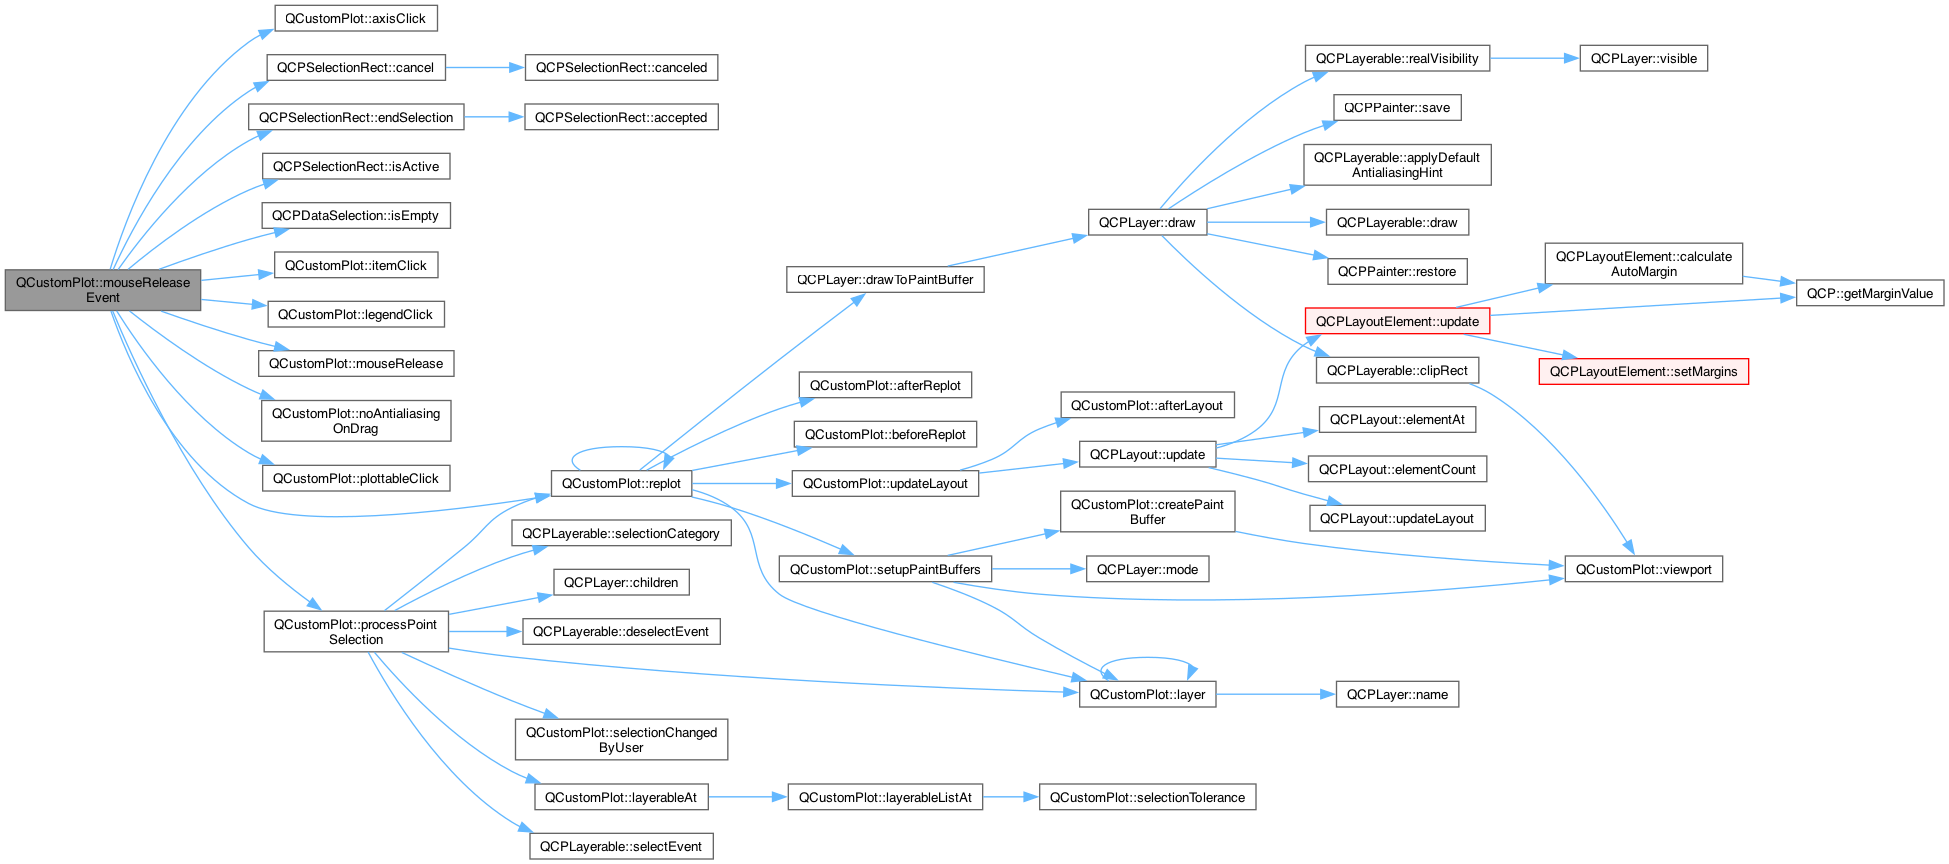 QCustomPlot::mouseRelease
Event
QCustomPlot::axisClick
QCPSelectionRect::cancel
QCPSelectionRect::canceled
QCPSelectionRect::endSelection
QCPSelectionRect::accepted
QCPSelectionRect::isActive
QCPDataSelection::isEmpty
QCustomPlot::itemClick
QCustomPlot::legendClick
QCustomPlot::mouseRelease
QCustomPlot::noAntialiasing
OnDrag
QCustomPlot::plottableClick
QCustomPlot::processPoint
Selection
QCustomPlot::replot
QCPLayerable::selectionCategory
QCPLayer::children
QCPLayerable::deselectEvent
QCustomPlot::selectionChanged
ByUser
QCustomPlot::layerableAt
QCPLayerable::selectEvent
QCPLayer::drawToPaintBuffer
QCustomPlot::afterReplot
QCustomPlot::beforeReplot
QCustomPlot::updateLayout
QCustomPlot::setupPaintBuffers
QCustomPlot::layerableListAt
QCPLayer::draw
QCustomPlot::afterLayout
QCPLayout::update
QCustomPlot::createPaint
Buffer
QCPLayer::mode
QCustomPlot::layer
QCustomPlot::selectionTolerance
QCPLayerable::realVisibility
QCPPainter::save
QCPLayerable::applyDefault
AntialiasingHint
QCPLayerable::draw
QCPPainter::restore
QCPLayoutElement::update
QCPLayerable::clipRect
QCPLayout::elementAt
QCPLayout::elementCount
QCPLayout::updateLayout
QCPLayer::name
QCPLayer::visible
QCPLayoutElement::calculate
AutoMargin
QCPLayoutElement::setMargins
QCustomPlot::viewport
QCP::getMarginValue